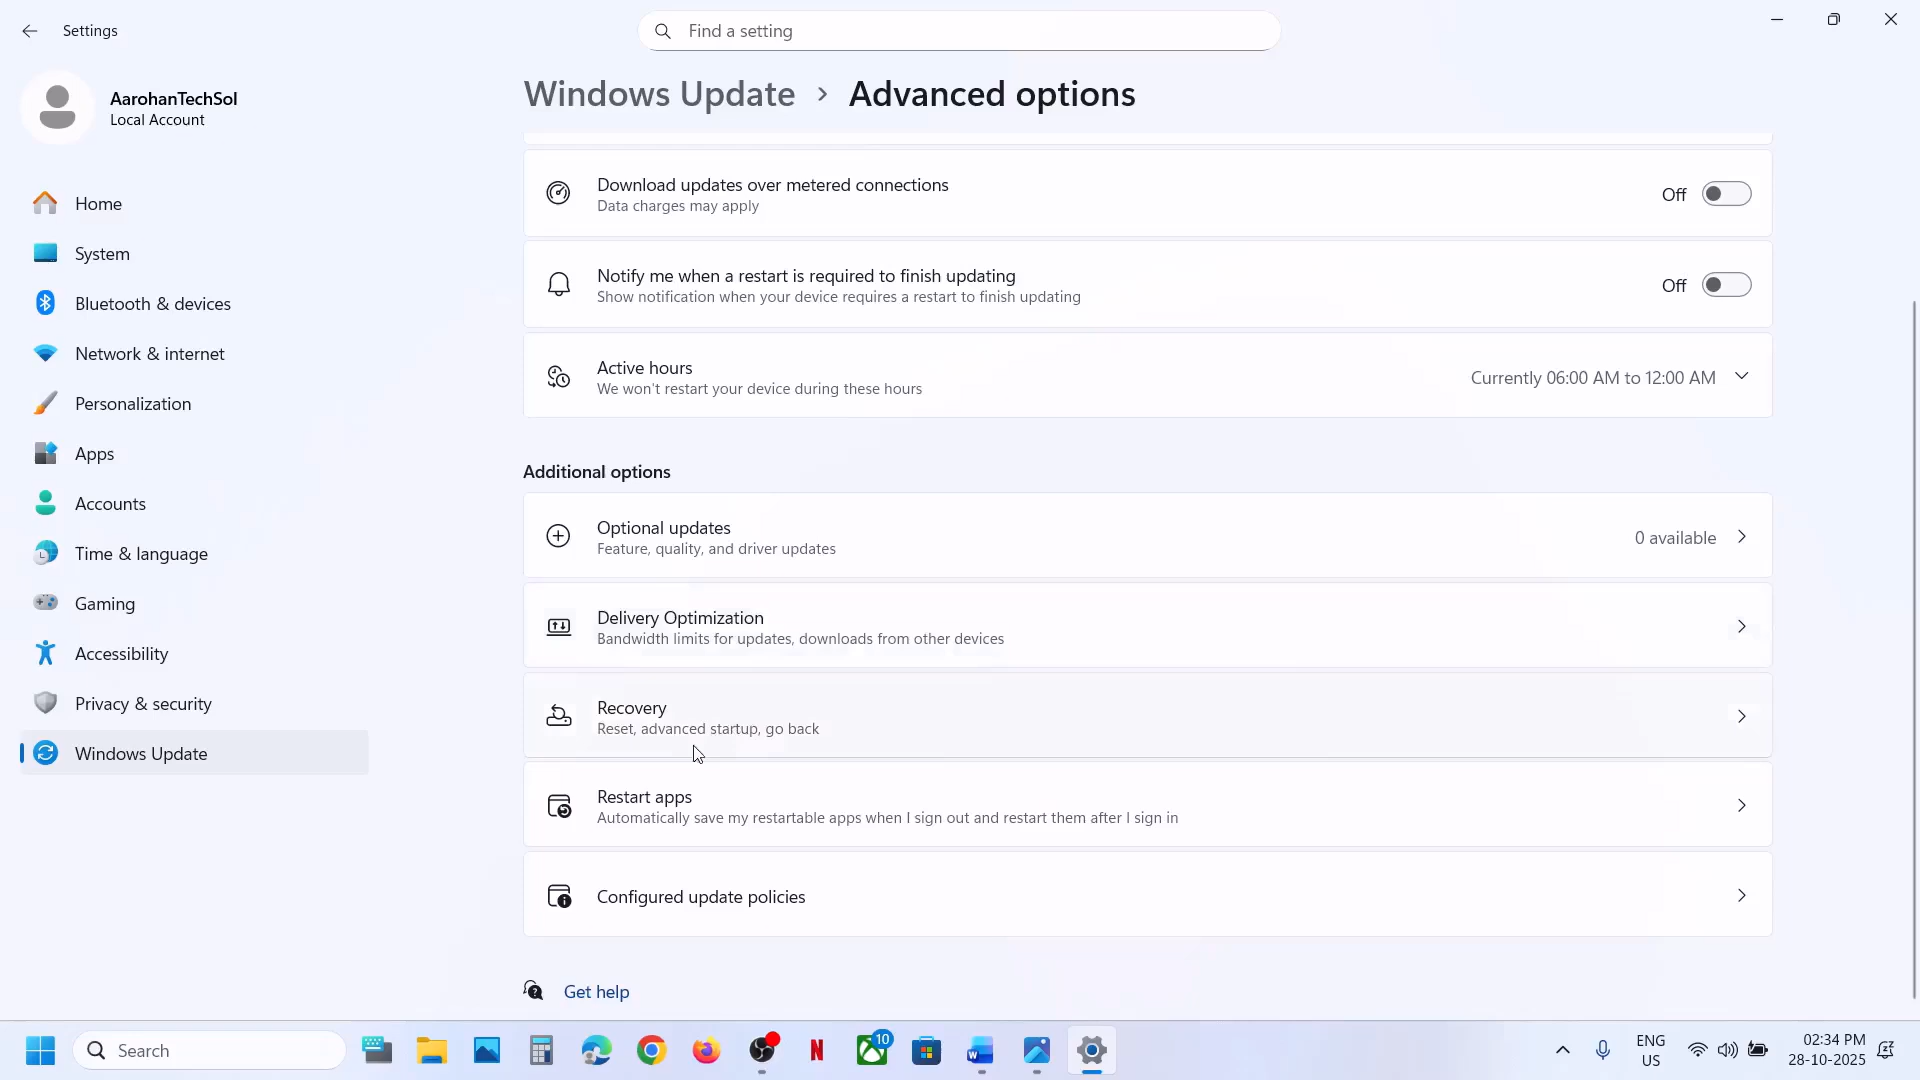 Settings
Find a setting
AarohanTechSol
Local Account
Home
System
Bluetooth & devices
Network & internet
Personalization
Apps
Accounts
Time & language
Gaming
Accessibility
Privacy & security
Windows Update
Windows Update > Advanced options
Download updates over metered connections
Data charges may apply
Off
Notify me when a restart is required to finish updating
Show notification when your device requires a restart to finish updating
Off
Active hours
We won't restart your device during these hours
Currently 06:00 AM to 12:00 AM
Additional options
Optional updates
Feature, quality, and driver updates
0 available
Delivery Optimization
Bandwidth limits for updates, downloads from other devices
Recovery
Reset, advanced startup, go back
Restart apps
Automatically save my restartable apps when I sign out and restart them after I sign in
Configured update policies
Get help
Search
10
ENG
US
02:34 PM
28-10-2025